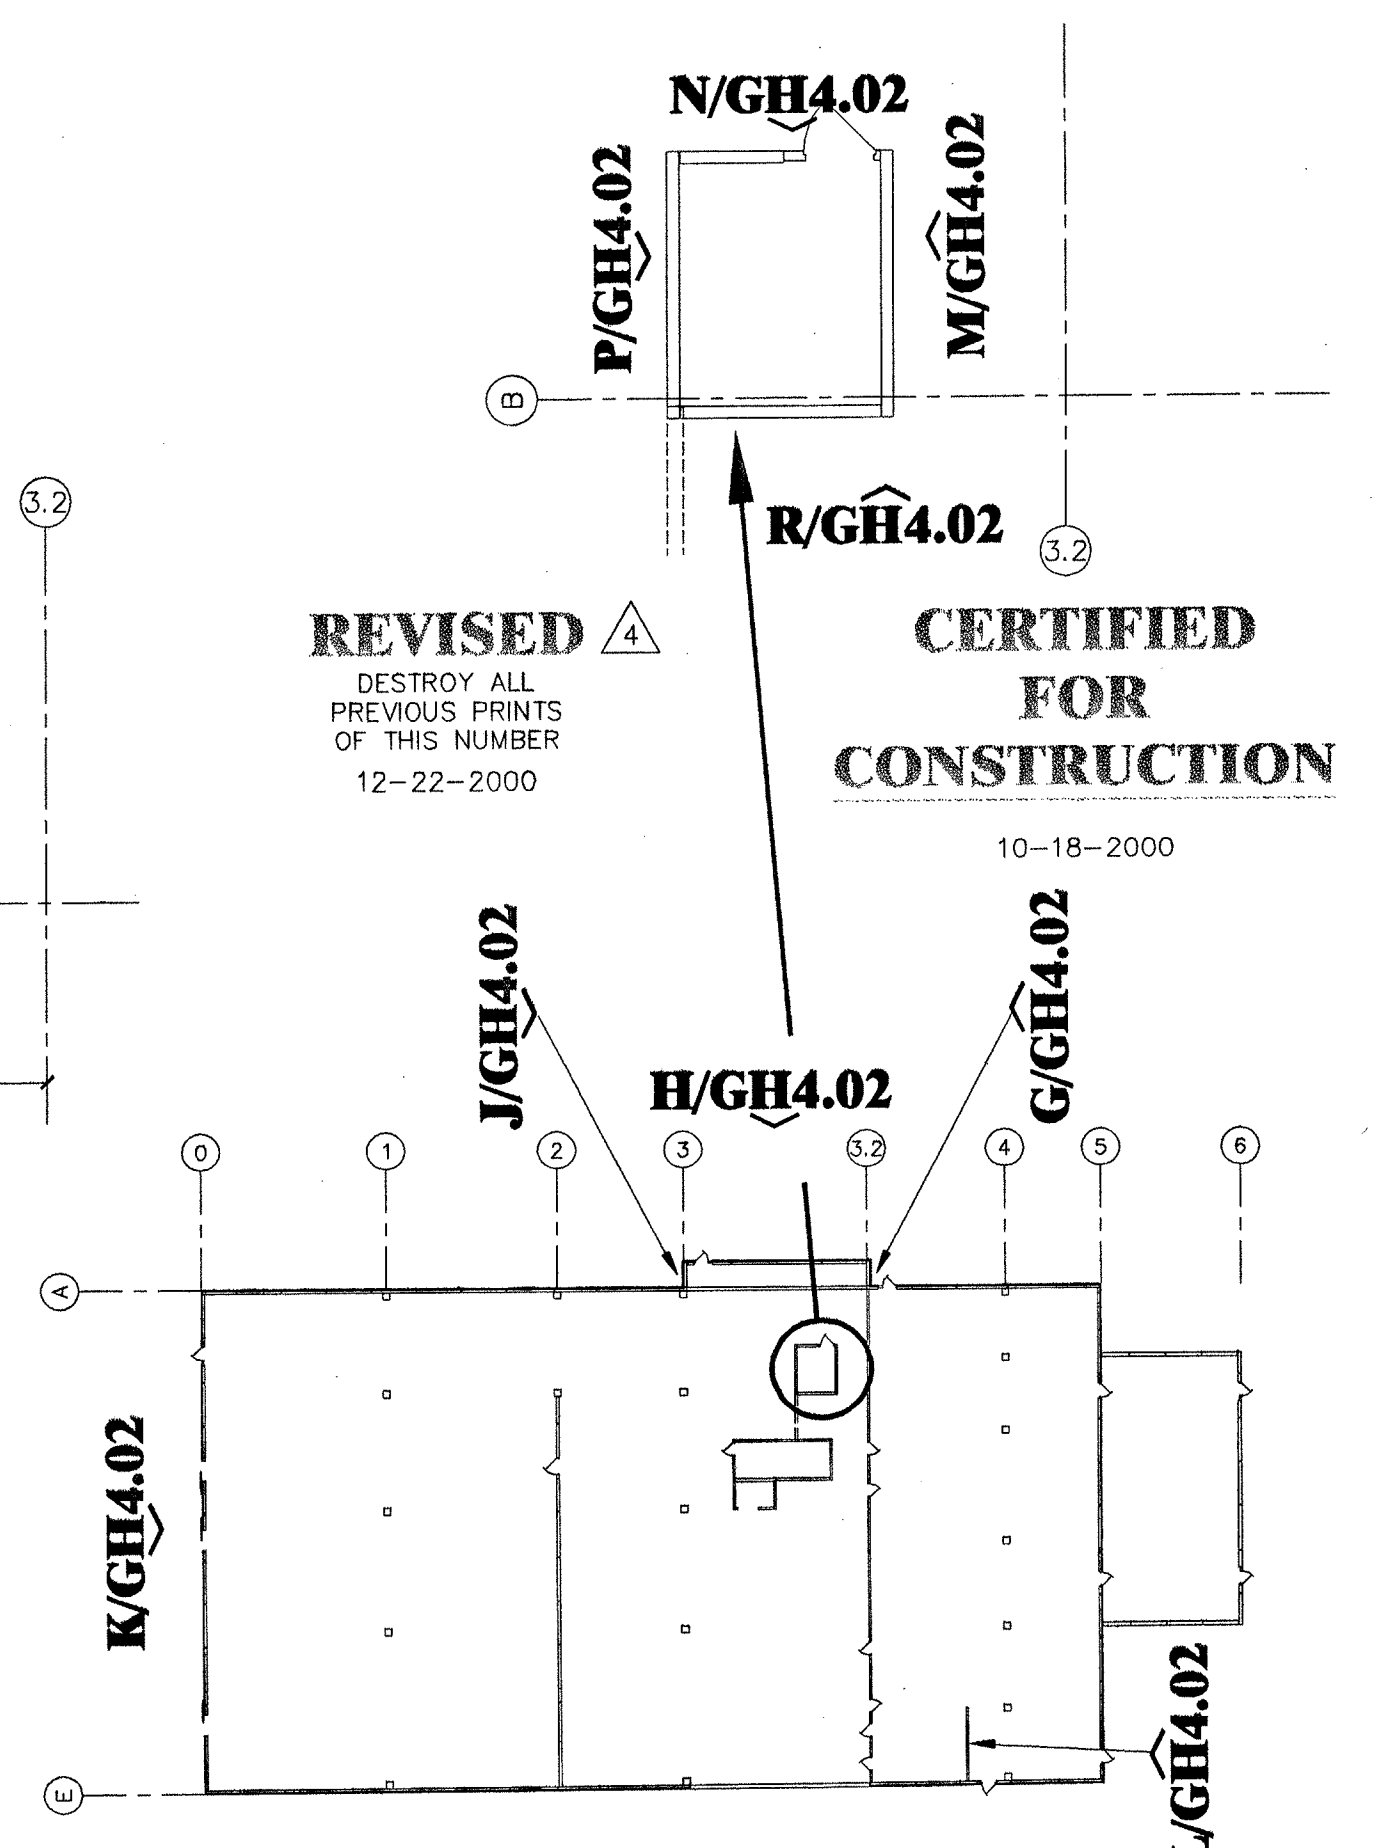 N/GH4.02
P/GH4.02
M/GH4.02
B
R/GH4.02
3.2
3.2
REVISED 4
DESTROY ALL
PREVIOUS PRINTS
OF THIS NUMBER
12-22-2000
CERTIFIED
FOR
CONSTRUCTION
10-18-2000
J/GH4.02
G/GH4.02
H/GH4.02
0 1 2 3 3.2 4 5 6
A
K/GH4.02
/GH4.02
E